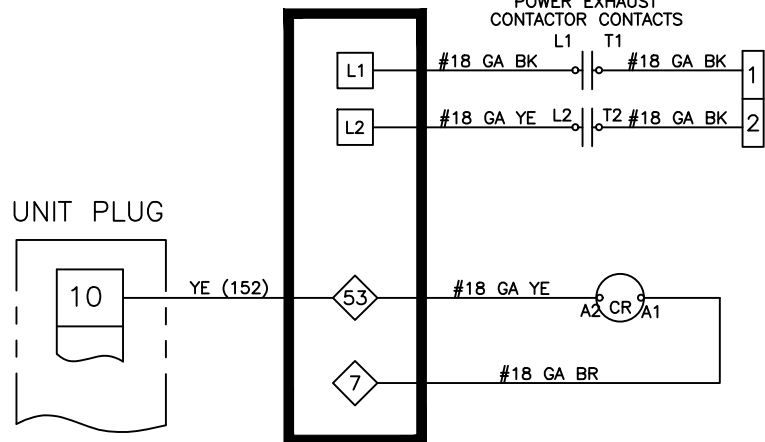 POWER EXHAUST
CONTACTOR CONTACTS
L1 T1
L1 #18 GA BK #18 GA BK 1
L2 #18 GA YE L2 T2 #18 GA BK 2
UNIT PLUG
10 YE (152) 53 #18 GA YE A2 CR A1
7 #18 GA BR